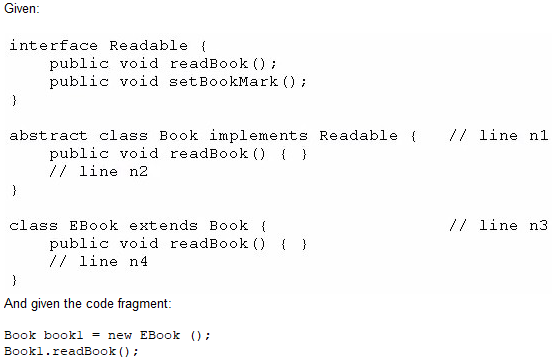 Given:
interface Readable {
    public void readBook();
    public void setBookMark();
}
abstract class Book implements Readable {    // line n1
    public void readBook() { }
    // line n2
}
class EBook extends Book {    // line n3
    public void readBook() { }
    // line n4
}
And given the code fragment:
Book book1 = new EBook ();
Book1.readBook();